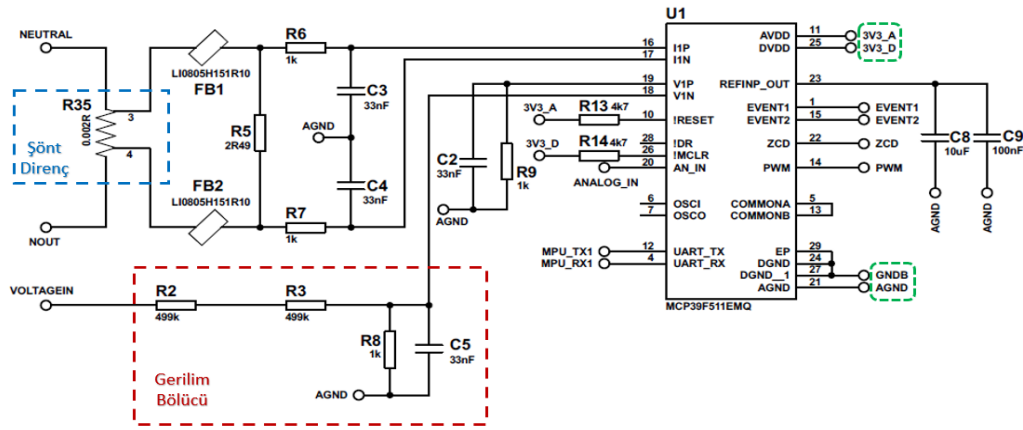 NEUTRAL
R35
0.002R
3
4
Şönt
Direnç
NOUT
LI0805H151R10
FB1
FB2
LI0805H151R10
R5
2R49
R6
1k
R7
1k
C3
33nF
AGND
C4
33nF
VOLTAGEIN
R2
499k
R3
499k
R8
1k
C5
33nF
AGND
Gerilim
Bölücü
C2
33nF
R9
1k
AGND
3V3_A
R13 4k7
3V3_D
R14 4k7
ANALOG_IN
MPU_TX1
MPU_RX1
U1
16 I1P
17 I1N
19 V1P
18 V1N
10 !RESET
28 !DR
26 !MCLR
20 AN_IN
6 OSCI
7 OSCO
12 UART_TX
4 UART_RX
AVDD 11 3V3_A
DVDD 25 3V3_D
REFINP_OUT 23
EVENT1 1 EVENT1
EVENT2 15 EVENT2
ZCD 22 ZCD
PWM 14 PWM
COMMONA 5
COMMONB 13
EP 29
DGND 24
DGND__1 27 GNDB
AGND 21 AGND
MCP39F511EMQ
C8
10uF
C9
100nF
AGND
AGND